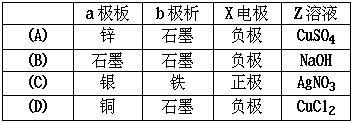 a极板 b极析 X电极 Z溶液
(A) 锌 石墨 负极 CuSO4
(B) 石墨 石墨 负极 NaOH
(C) 银 铁 正极 AgNO3
(D) 铜 石墨 负极 CuCl2